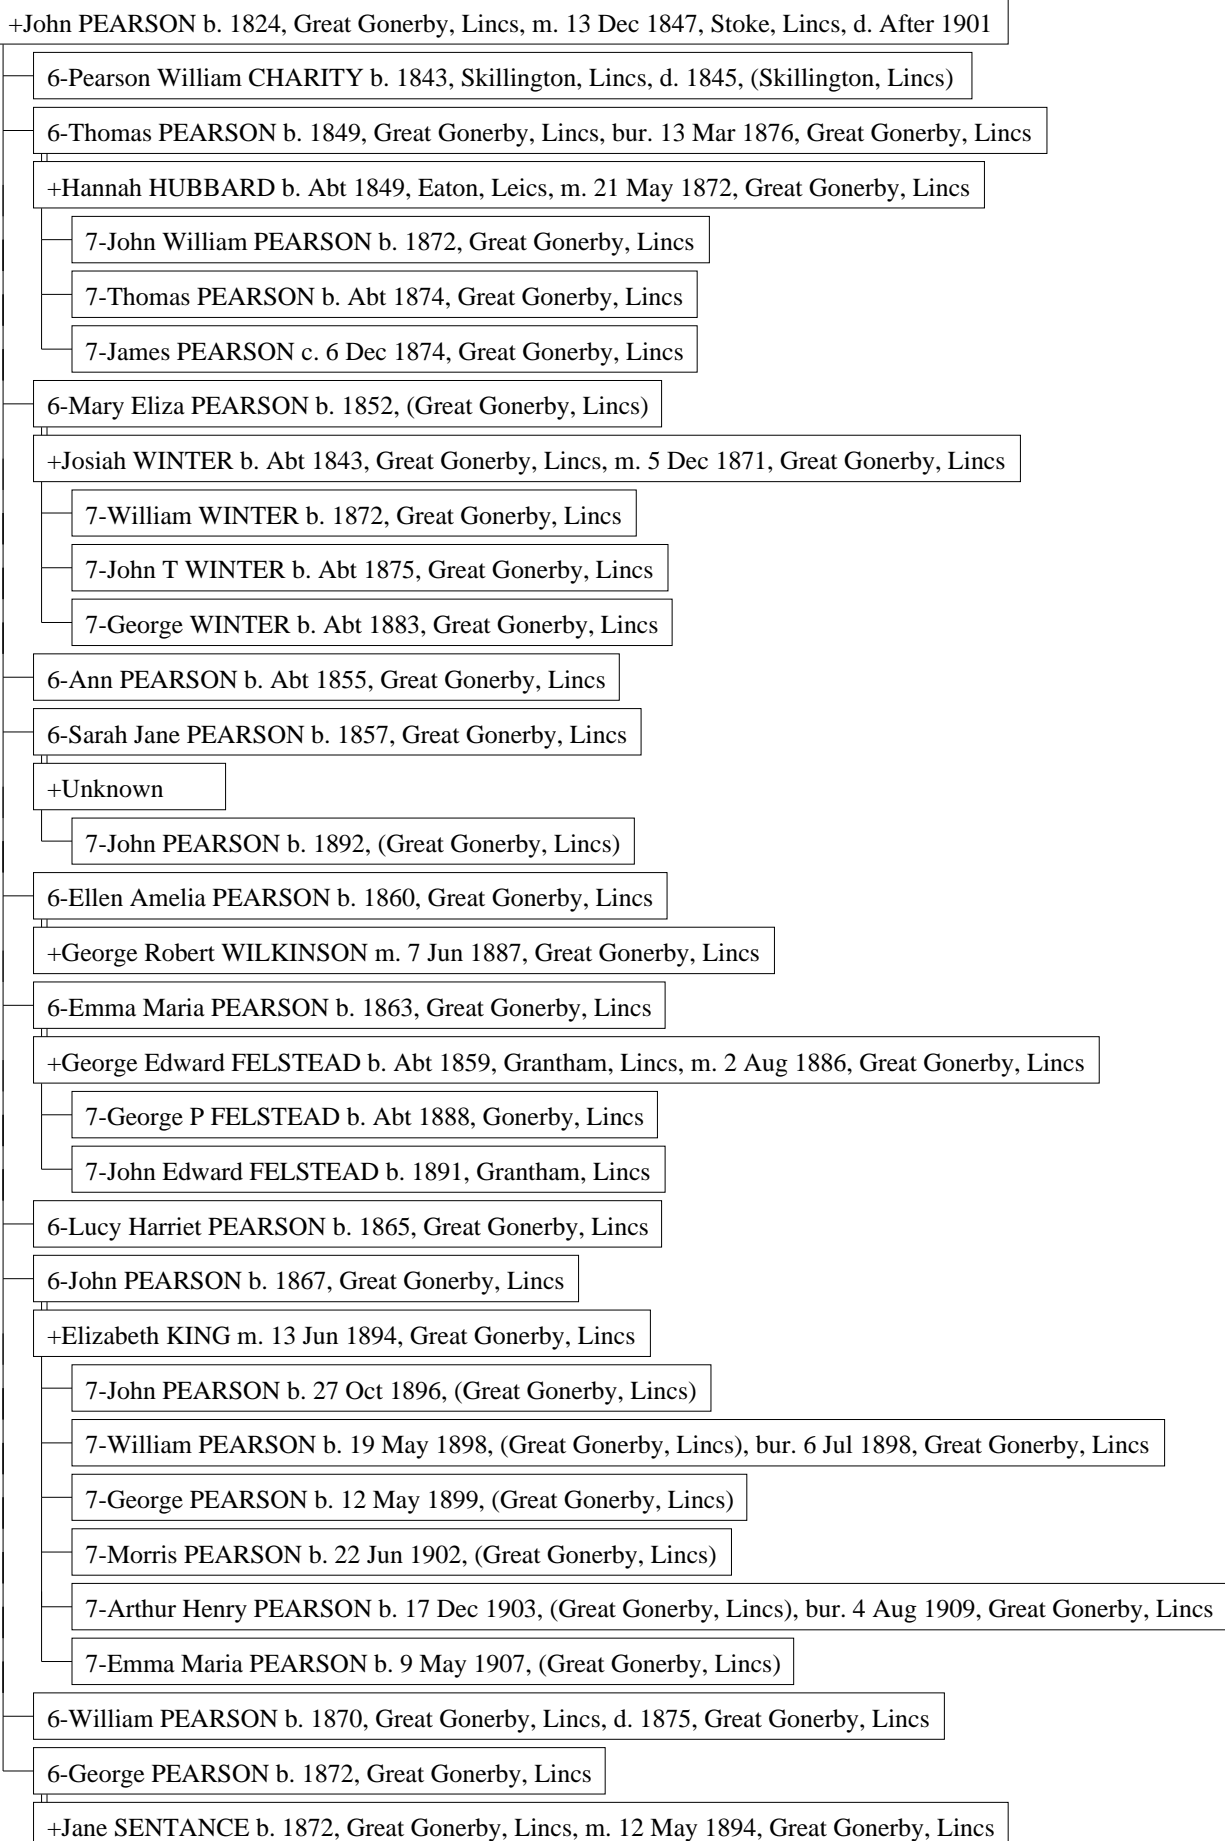 +John PEARSON b. 1824, Great Gonerby, Lincs, m. 13 Dec 1847, Stoke, Lincs, d. After 1901
6-Pearson William CHARITY b. 1843, Skillington, Lincs, d. 1845, (Skillington, Lincs)
6-Thomas PEARSON b. 1849, Great Gonerby, Lincs, bur. 13 Mar 1876, Great Gonerby, Lincs
+Hannah HUBBARD b. Abt 1849, Eaton, Leics, m. 21 May 1872, Great Gonerby, Lincs
7-John William PEARSON b. 1872, Great Gonerby, Lincs
7-Thomas PEARSON b. Abt 1874, Great Gonerby, Lincs
7-James PEARSON c. 6 Dec 1874, Great Gonerby, Lincs
6-Mary Eliza PEARSON b. 1852, (Great Gonerby, Lincs)
+Josiah WINTER b. Abt 1843, Great Gonerby, Lincs, m. 5 Dec 1871, Great Gonerby, Lincs
7-William WINTER b. 1872, Great Gonerby, Lincs
7-John T WINTER b. Abt 1875, Great Gonerby, Lincs
7-George WINTER b. Abt 1883, Great Gonerby, Lincs
6-Ann PEARSON b. Abt 1855, Great Gonerby, Lincs
6-Sarah Jane PEARSON b. 1857, Great Gonerby, Lincs
+Unknown
7-John PEARSON b. 1892, (Great Gonerby, Lincs)
6-Ellen Amelia PEARSON b. 1860, Great Gonerby, Lincs
+George Robert WILKINSON m. 7 Jun 1887, Great Gonerby, Lincs
6-Emma Maria PEARSON b. 1863, Great Gonerby, Lincs
+George Edward FELSTEAD b. Abt 1859, Grantham, Lincs, m. 2 Aug 1886, Great Gonerby, Lincs
7-George P FELSTEAD b. Abt 1888, Gonerby, Lincs
7-John Edward FELSTEAD b. 1891, Grantham, Lincs
6-Lucy Harriet PEARSON b. 1865, Great Gonerby, Lincs
6-John PEARSON b. 1867, Great Gonerby, Lincs
+Elizabeth KING m. 13 Jun 1894, Great Gonerby, Lincs
7-John PEARSON b. 27 Oct 1896, (Great Gonerby, Lincs)
7-William PEARSON b. 19 May 1898, (Great Gonerby, Lincs), bur. 6 Jul 1898, Great Gonerby, Lincs
7-George PEARSON b. 12 May 1899, (Great Gonerby, Lincs)
7-Morris PEARSON b. 22 Jun 1902, (Great Gonerby, Lincs)
7-Arthur Henry PEARSON b. 17 Dec 1903, (Great Gonerby, Lincs), bur. 4 Aug 1909, Great Gonerby, Lincs
7-Emma Maria PEARSON b. 9 May 1907, (Great Gonerby, Lincs)
6-William PEARSON b. 1870, Great Gonerby, Lincs, d. 1875, Great Gonerby, Lincs
6-George PEARSON b. 1872, Great Gonerby, Lincs
+Jane SENTANCE b. 1872, Great Gonerby, Lincs, m. 12 May 1894, Great Gonerby, Lincs